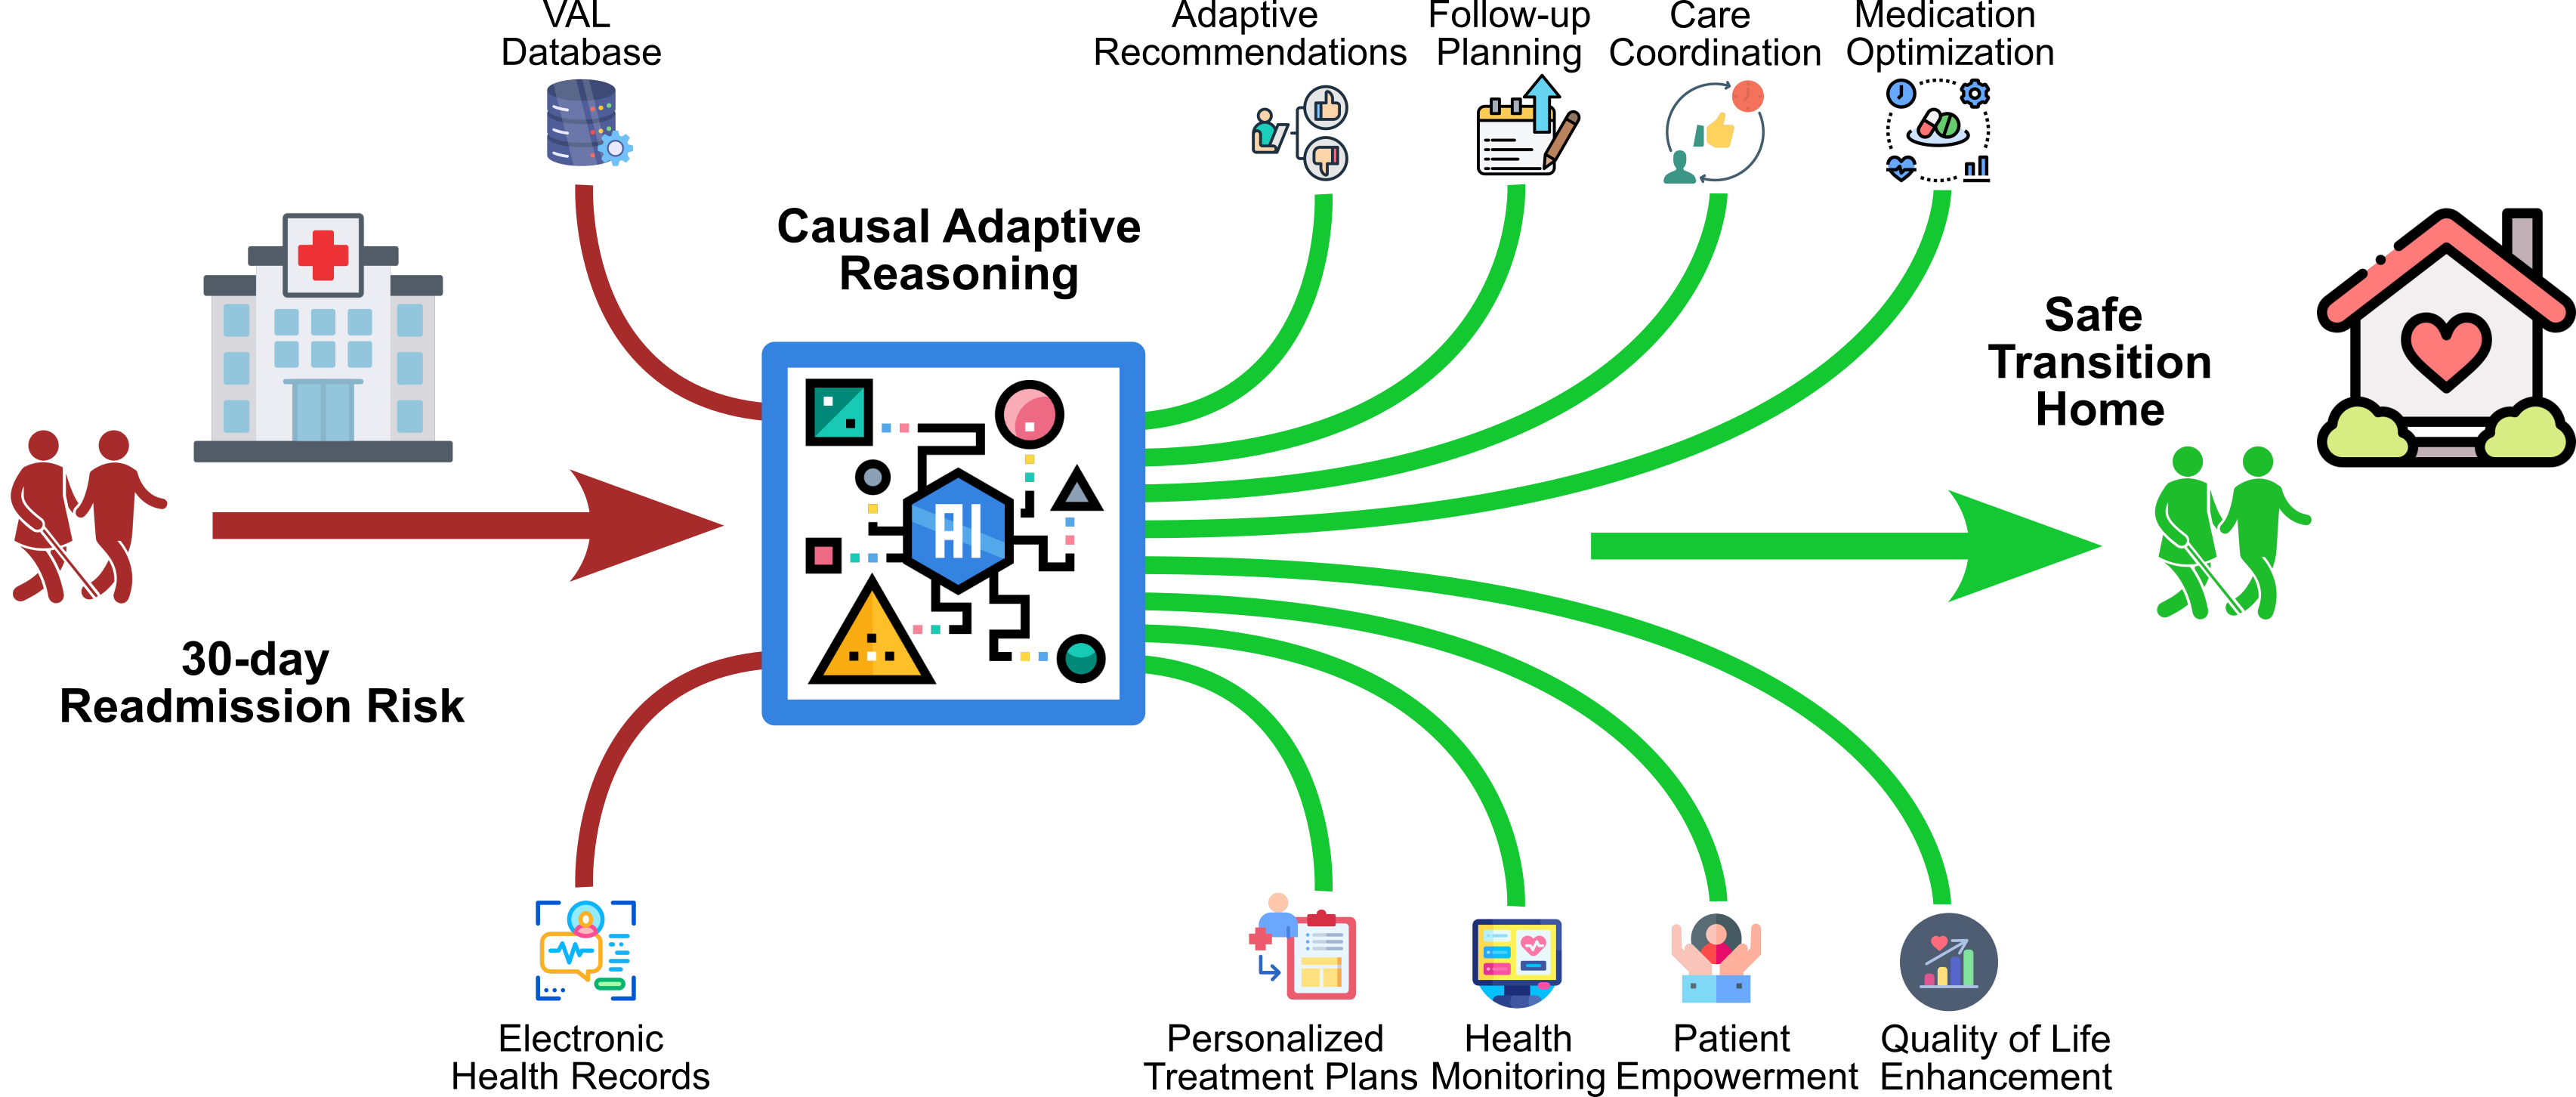 VAL
Database
Adaptive
Recommendations
Follow-up
Planning
Care
Coordination
Medication
Optimization
Causal Adaptive
Reasoning
AI
Safe
Transition
Home
30-day
Readmission Risk
Electronic
Health Records
Personalized
Treatment Plans
Health
Monitoring
Patient
Empowerment
Quality of Life
Enhancement